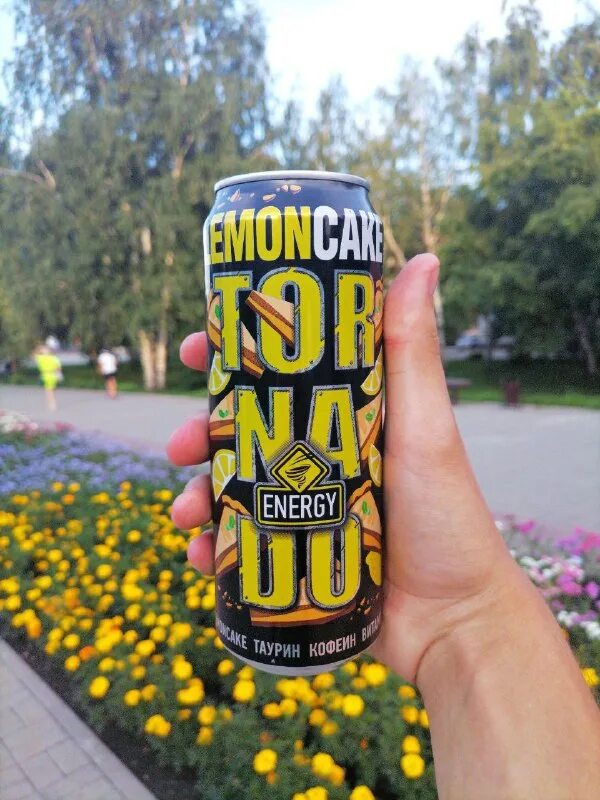 LEMONCAKE
TOR
NA
ENERGY
DO
ТАУРИН КОФЕИН